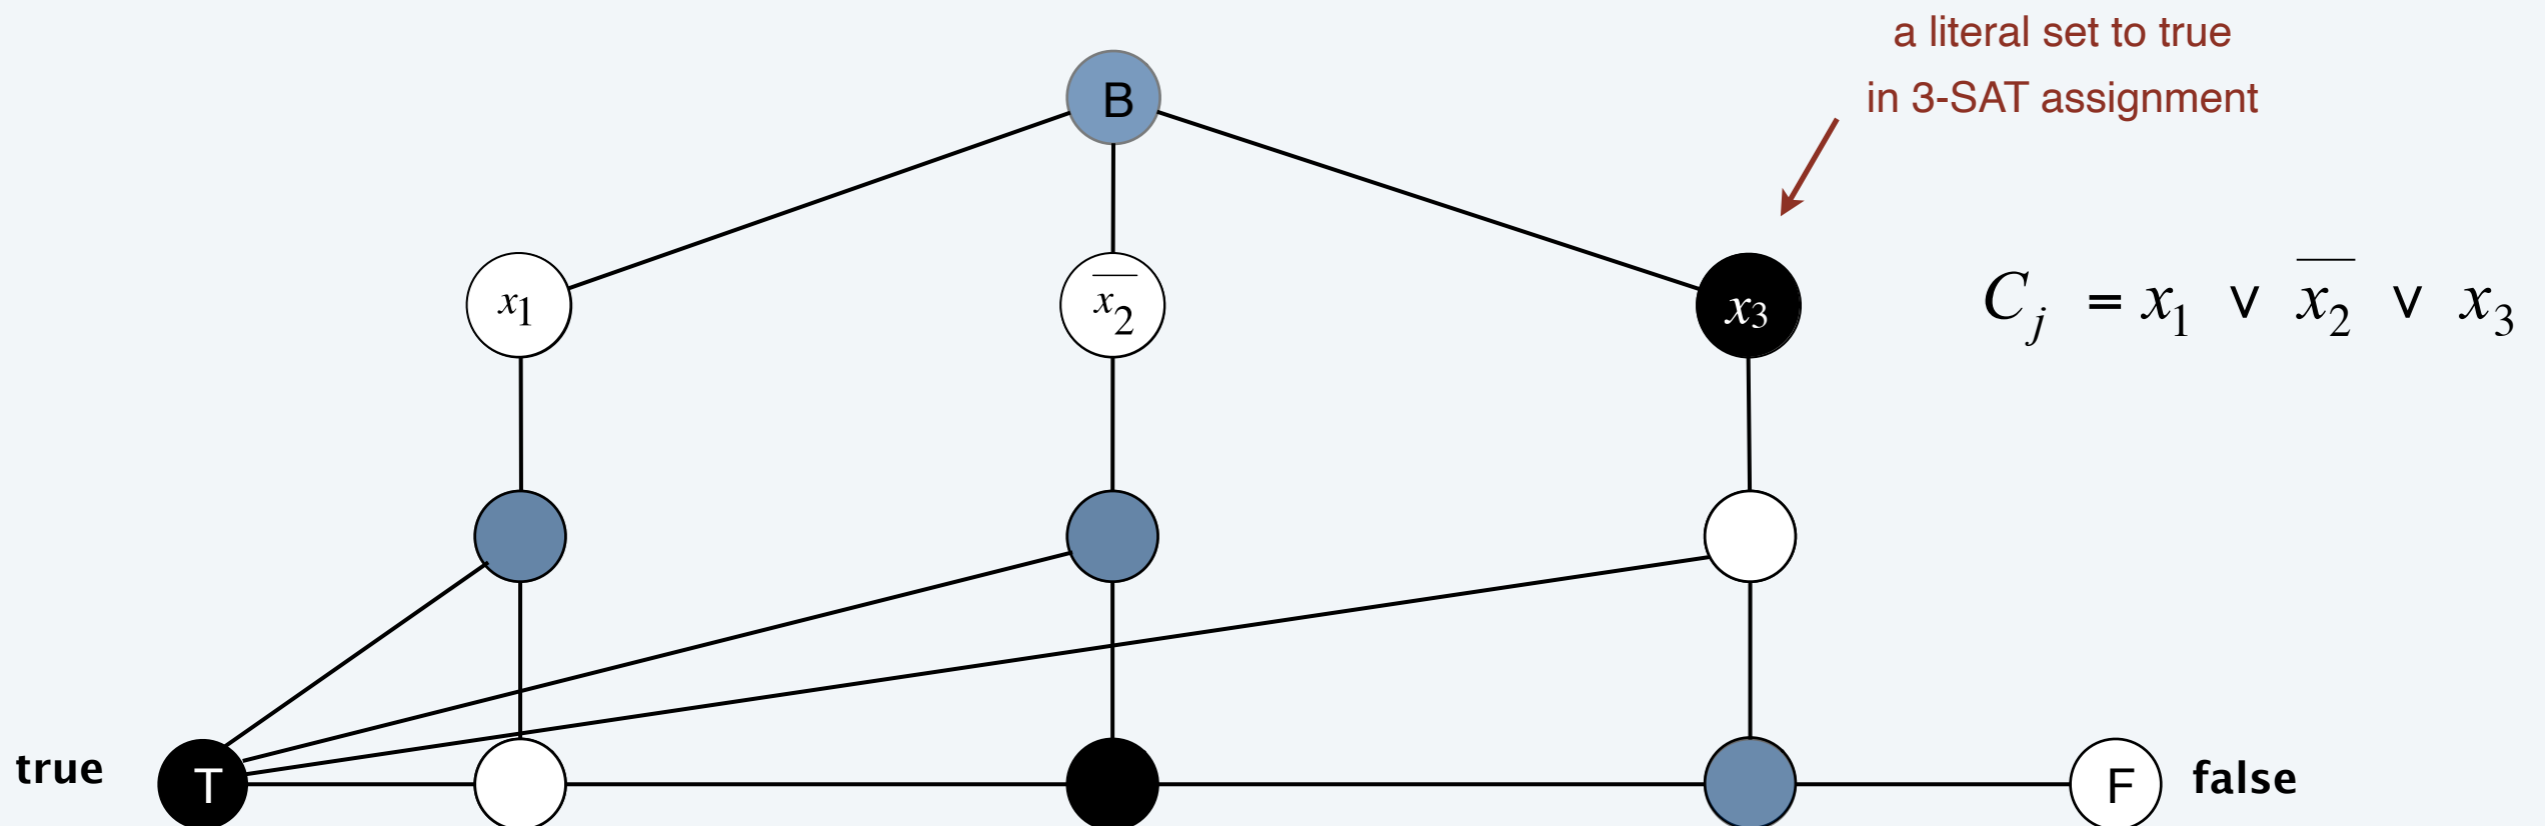 a literal set to true
in 3-SAT assignment
B
x₁
x̅₂
x₃
Cⱼ = x₁ ∨ x̅₂ ∨ x₃
true
T
F
false